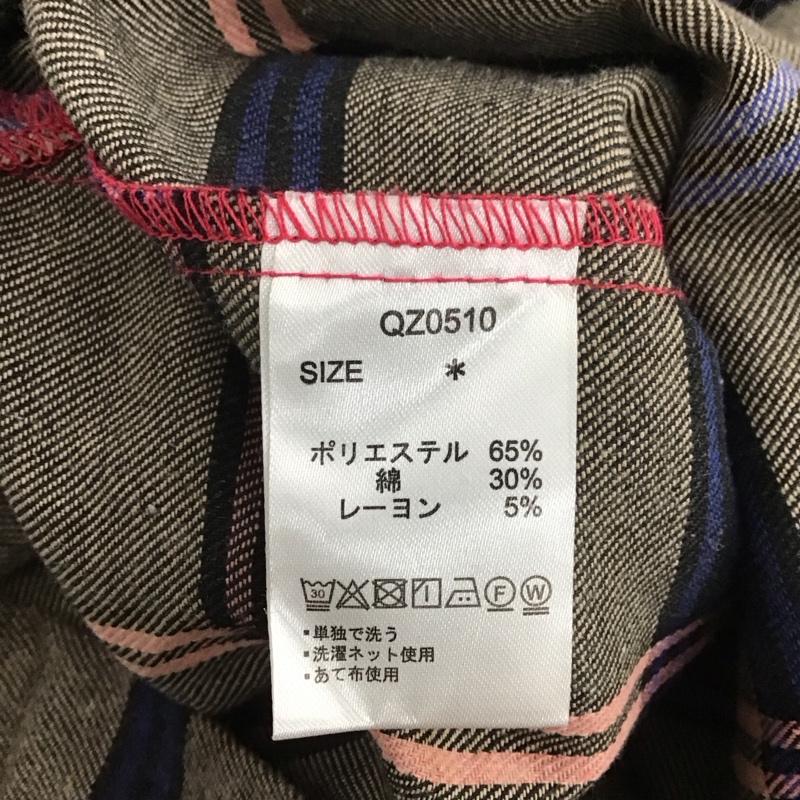 QZ0510
SIZE *
ポリエステル 65%
綿 30%
レーヨン 5%
30 F W
▪単独で洗う
▪洗濯ネット使用
▪あて布使用